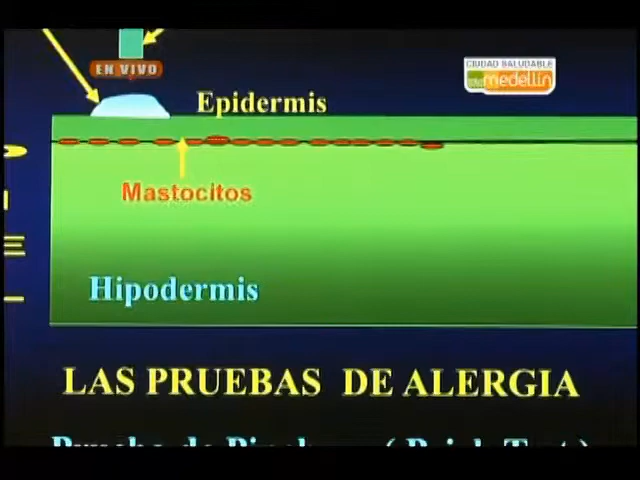 EN VIVO
CIUDAD SALUDABLE
medellín
Epidermis
Mastocitos
Hipodermis
LAS PRUEBAS DE ALERGIA